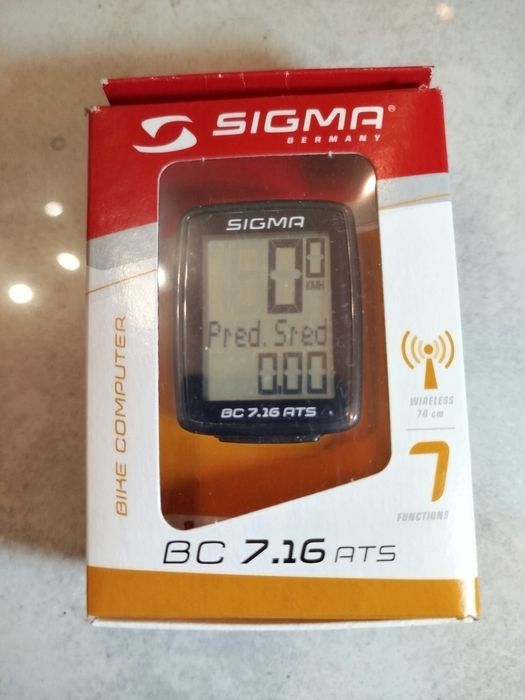 SIGMA®
GERMANY
SIGMA
0.0
KMH
Pred. Sred
0.00
BC 7.16 ATS
BIKE COMPUTER
WIRELESS
70 cm
7
FUNCTIONS
BC 7.16 ATS